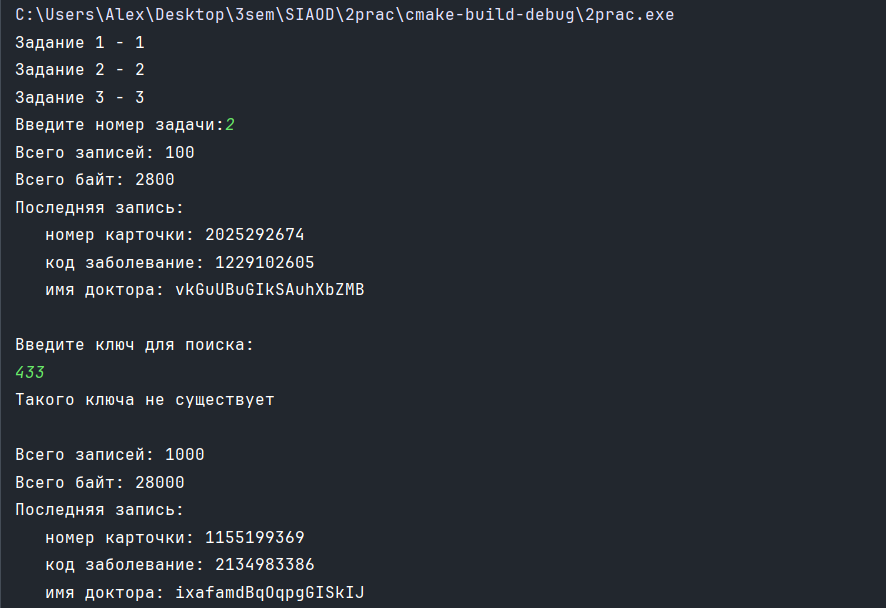 C:\Users\Alex\Desktop\3sem\SIAOD\2prac\cmake-build-debug\2prac.exe
Задание 1 - 1
Задание 2 - 2
Задание 3 - 3
Введите номер задачи:2
Всего записей: 100
Всего байт: 2800
Последняя запись:
номер карточки: 2025292674
код заболевание: 1229102605
имя доктора: vkGuUBuGIkSAuhXbZMB
Введите ключ для поиска:
433
Такого ключа не существует
Всего записей: 1000
Всего байт: 28000
Последняя запись:
номер карточки: 1155199369
код заболевание: 2134983386
имя доктора: ixafamdBqOqpgGISkIJ